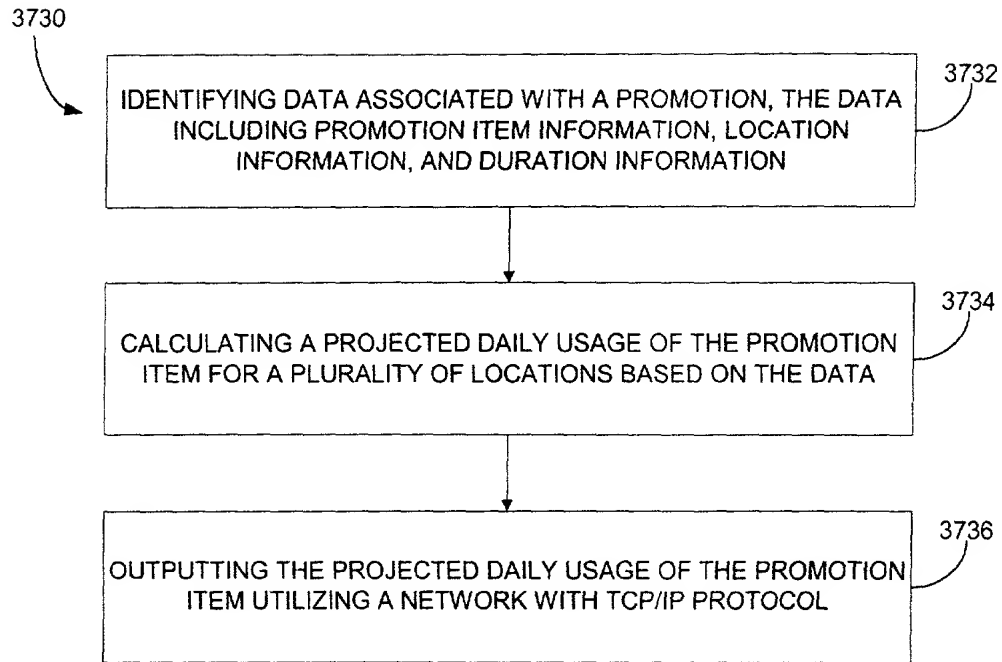 3730
3732
IDENTIFYING DATA ASSOCIATED WITH A PROMOTION, THE DATA
INCLUDING PROMOTION ITEM INFORMATION, LOCATION
INFORMATION, AND DURATION INFORMATION
3734
CALCULATING A PROJECTED DAILY USAGE OF THE PROMOTION
ITEM FOR A PLURALITY OF LOCATIONS BASED ON THE DATA
3736
OUTPUTTING THE PROJECTED DAILY USAGE OF THE PROMOTION
ITEM UTILIZING A NETWORK WITH TCP/IP PROTOCOL